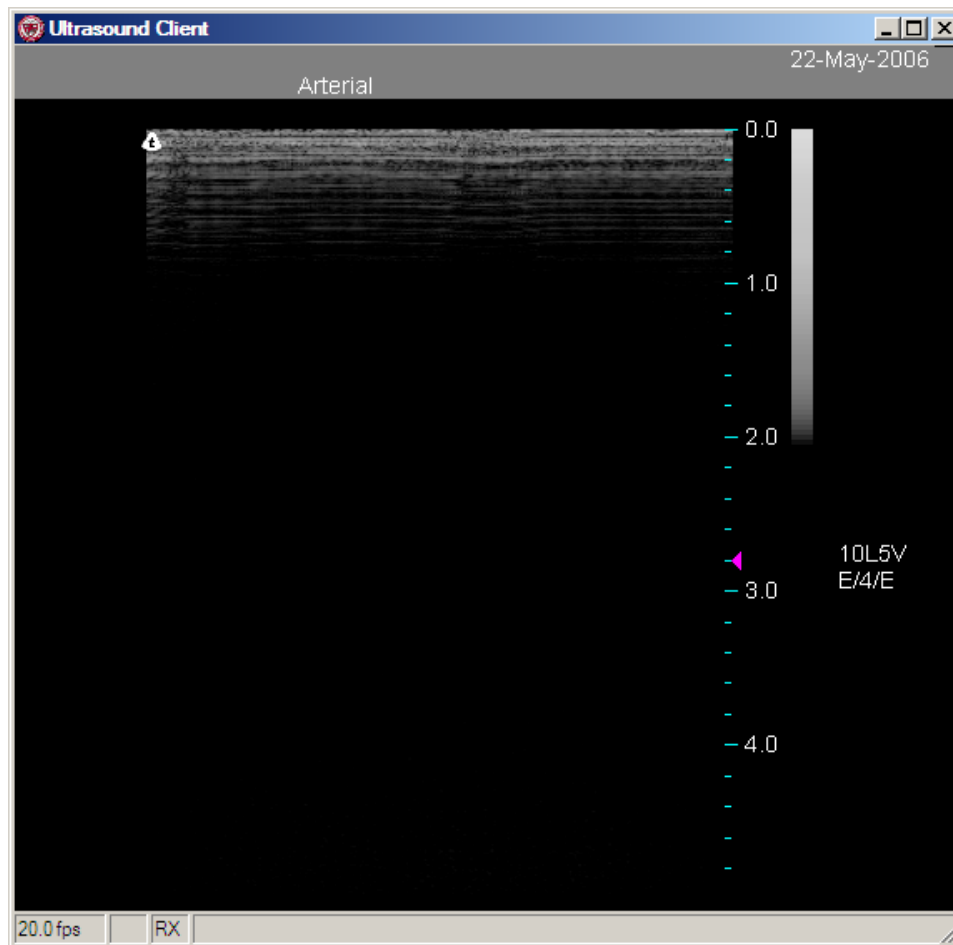 Ultrasound Client
22-May-2006
Arterial
t
0.0
1.0
2.0
10L5V
E/4/E
3.0
4.0
20.0 fps
RX